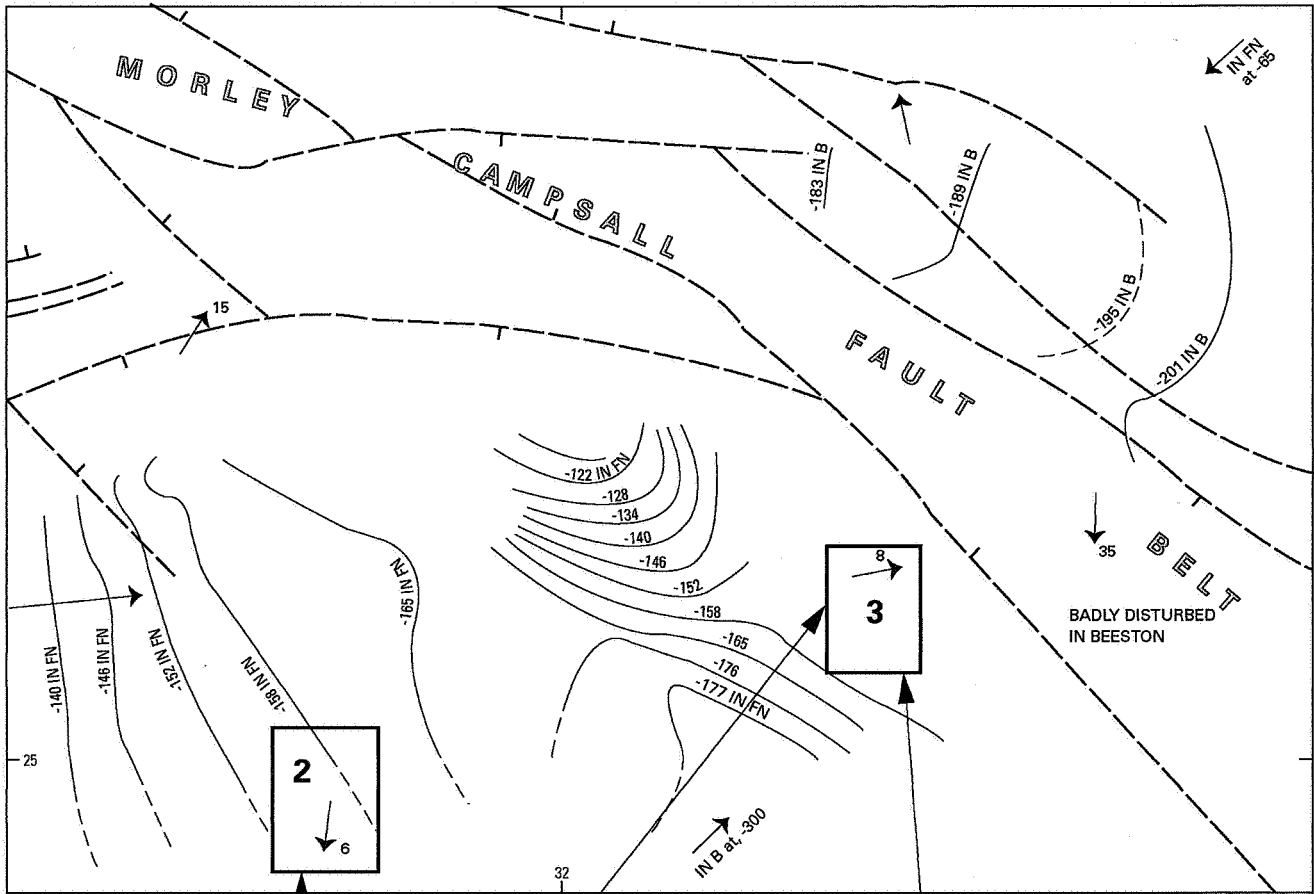 MORLEY
CAMPSALL
FAULT
BELT
IN FN
at -65
-183 IN B
-189 IN B
-195 IN B
-201 IN B
15
-122 IN FN
-128
-134
-140
-146
-152
-158
-165
-176
-177 IN FN
-165 IN FN
-140 IN FN
-146 IN FN
-152 IN FN
-158 IN FN
8
3
35
BADLY DISTURBED
IN BEESTON
25
2
6
IN B at, -300
32